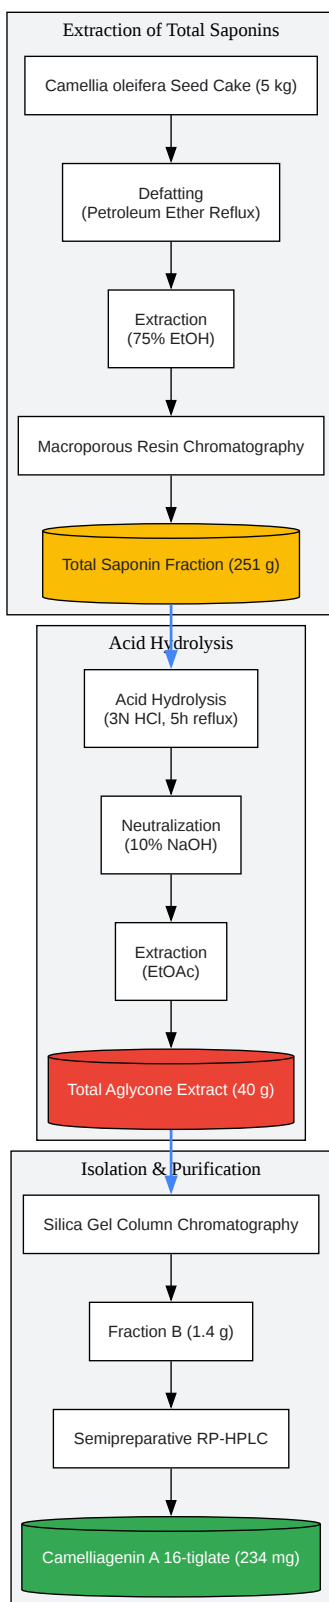 Extraction of Total Saponins
Camellia oleifera Seed Cake (5 kg)
Defatting
(Petroleum Ether Reflux)
Extraction
(75% EtOH)
Macroporous Resin Chromatography
Total Saponin Fraction (251 g)
Acid Hydrolysis
Acid Hydrolysis
(3N HCl, 5h reflux)
Neutralization
(10% NaOH)
Extraction
(EtOAc)
Total Aglycone Extract (40 g)
Isolation & Purification
Silica Gel Column Chromatography
Fraction B (1.4 g)
Semipreparative RP-HPLC
Camelliagenin A 16-tiglate (234 mg)